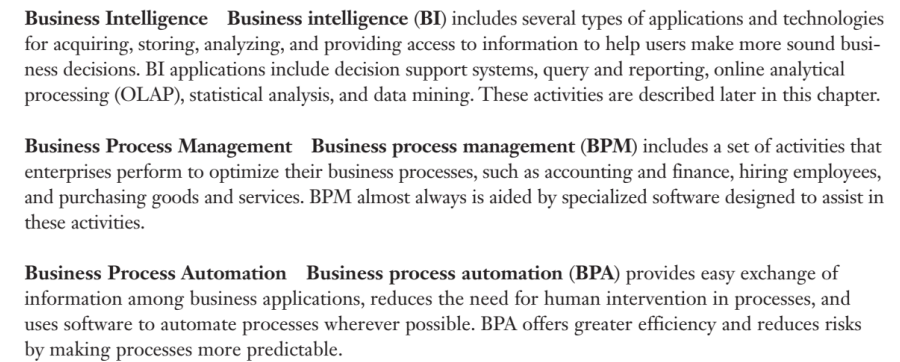 Business Intelligence Business intelligence (BI) includes several types of applications and technologies
for acquiring, storing, analyzing, and providing access to information to help users make more sound busi-
ness decisions. BI applications include decision support systems, query and reporting, online analytical
processing (OLAP), statistical analysis, and data mining. These activities are described later in this chapter.
Business Process Management Business process management (BPM) includes a set of activities that
enterprises perform to optimize their business processes, such as accounting and finance, hiring employees,
and purchasing goods and services. BPM almost always is aided by specialized software designed to assist in
these activities.
Business Process Automation Business process automation (BPA) provides easy exchange of
information among business applications, reduces the need for human intervention in processes, and
uses software to automate processes wherever possible. BPA offers greater efficiency and reduces risks
by making processes more predictable.